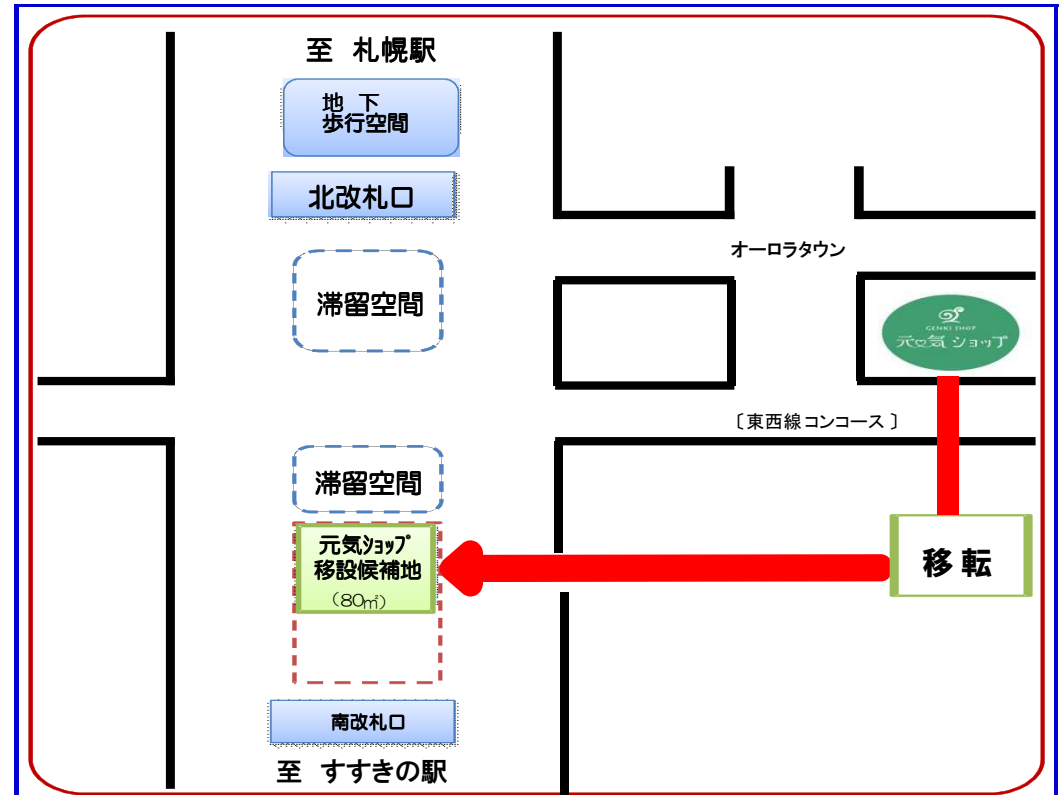 至 札幌駅
地 下
歩行空間
北改札口
オーロラタウン
滞留空間
GENKI SHOP
元気ショップ
〔東西線コンコース〕
滞留空間
元気ｼｮｯﾌﾟ
移設候補地
（80㎡）
移 転
南改札口
至 すすきの駅